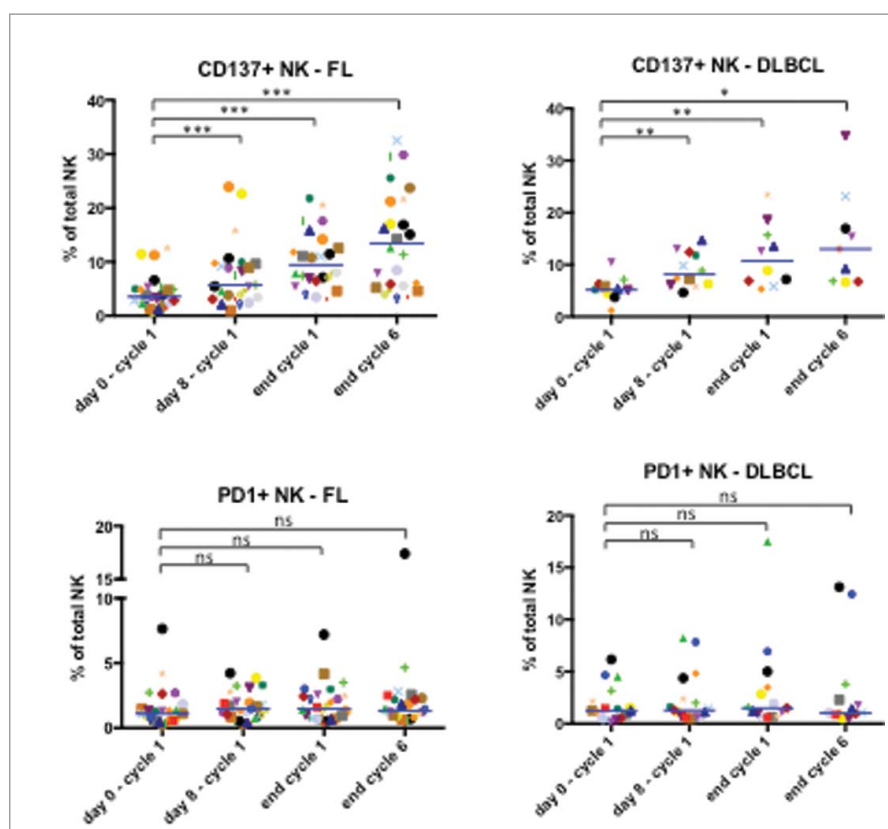 CD137+ NK - FL
***
***
***
% of total NK
40
30
20
10
0
day 0 - cycle 1
day 8 - cycle 1
end cycle 1
end cycle 6
CD137+ NK - DLBCL
*
**
**
% of total NK
40
30
20
10
0
day 0 - cycle 1
day 8 - cycle 1
end cycle 1
end cycle 6
PD1+ NK - FL
ns
ns
ns
% of total NK
20
15
10
5
0
day 0 - cycle 1
day 8 - cycle 1
end cycle 1
end cycle 6
PD1+ NK - DLBCL
ns
ns
ns
% of total NK
20
15
10
5
0
day 0 - cycle 1
day 8 - cycle 1
end cycle 1
end cycle 6